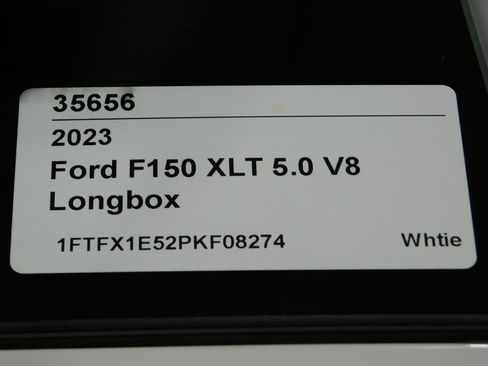 35656
2023
Ford F150 XLT 5.0 V8
Longbox
1FTFX1E52PKF08274 Whtie